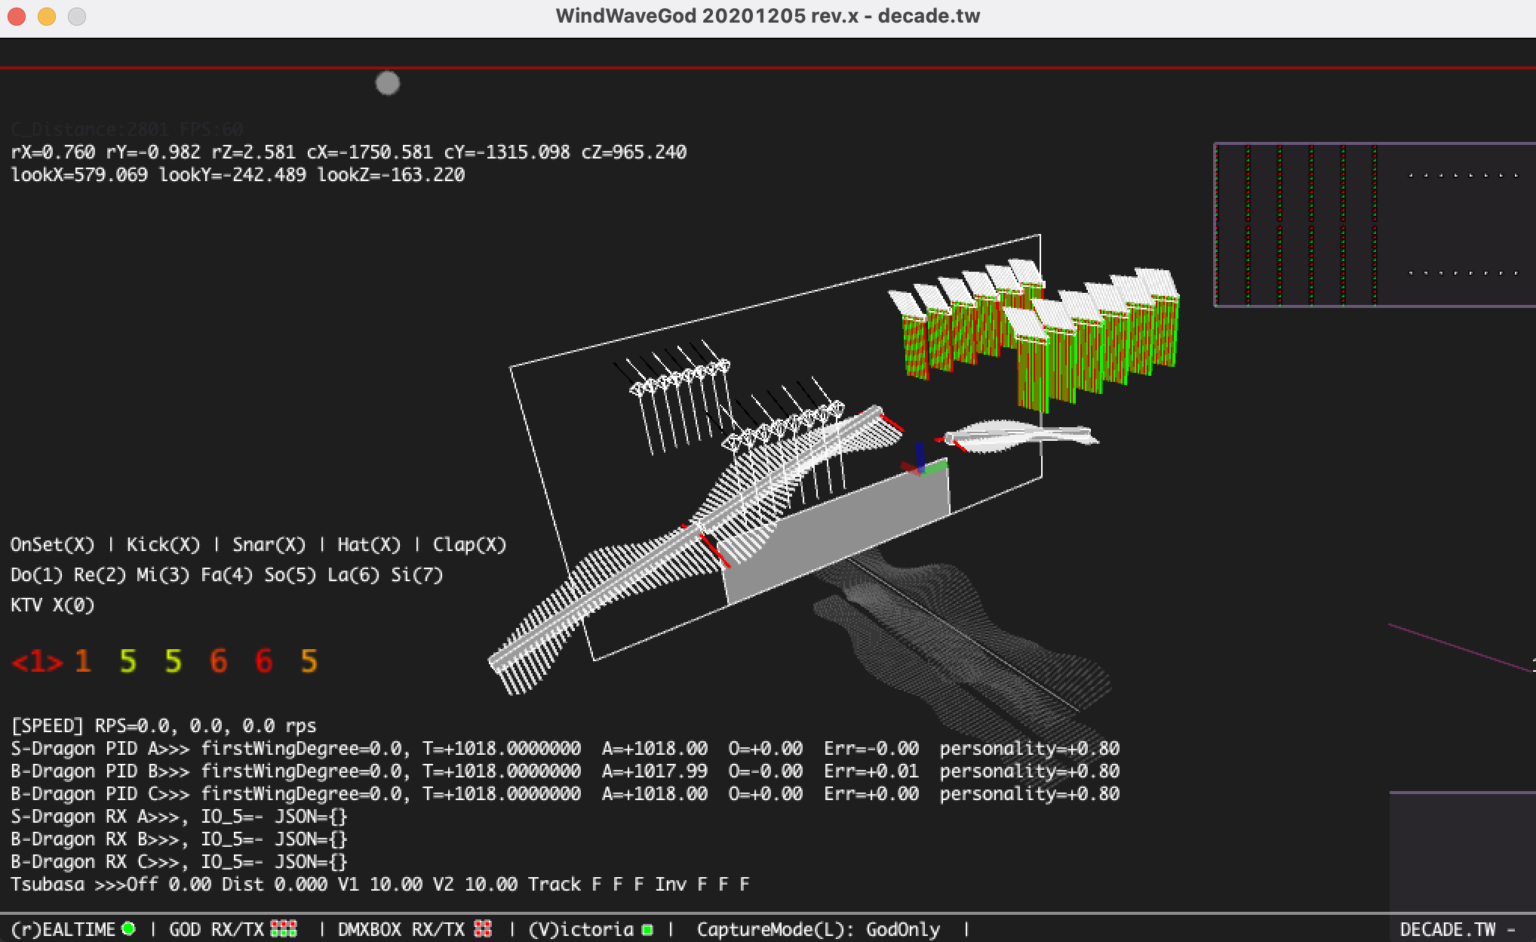 WindWaveGod 20201205 rev.x - decade.tw
C_Distance:Z801 FPS:60
rX=0.760 rY=-0.982 rZ=2.581 cX=-1750.581 cY=-1315.098 cZ=965.240
lookX=579.069 lookY=-242.489 lookZ=-163.220
OnSet(X) | Kick(X) | Snar(X) | Hat(X) | Clap(X)
Do(1) Re(2) Mi(3) Fa(4) So(5) La(6) Si(7)
KTV X(0)
<1> 1 5 5 6 6 5
[SPEED] RPS=0.0, 0.0, 0.0 rps
S-Dragon PID A>>> firstWingDegree=0.0, T=+1018.0000000 A=+1018.00 O=+0.00 Err=-0.00 personality=+0.80
B-Dragon PID B>>> firstWingDegree=0.0, T=+1018.0000000 A=+1017.99 O=-0.00 Err=+0.01 personality=+0.80
B-Dragon PID C>>> firstWingDegree=0.0, T=+1018.0000000 A=+1018.00 O=+0.00 Err=+0.00 personality=+0.80
S-Dragon RX A>>>, IO_5=- JSON={}
B-Dragon RX B>>>, IO_5=- JSON={}
B-Dragon RX C>>>, IO_5=- JSON={}
Tsubasa >>>Off 0.00 Dist 0.000 V1 10.00 V2 10.00 Track F F F Inv F F F
(r)EALTIME | GOD RX/TX | DMXBOX RX/TX | (V)ictoria | CaptureMode(L): GodOnly | DECADE.TW -